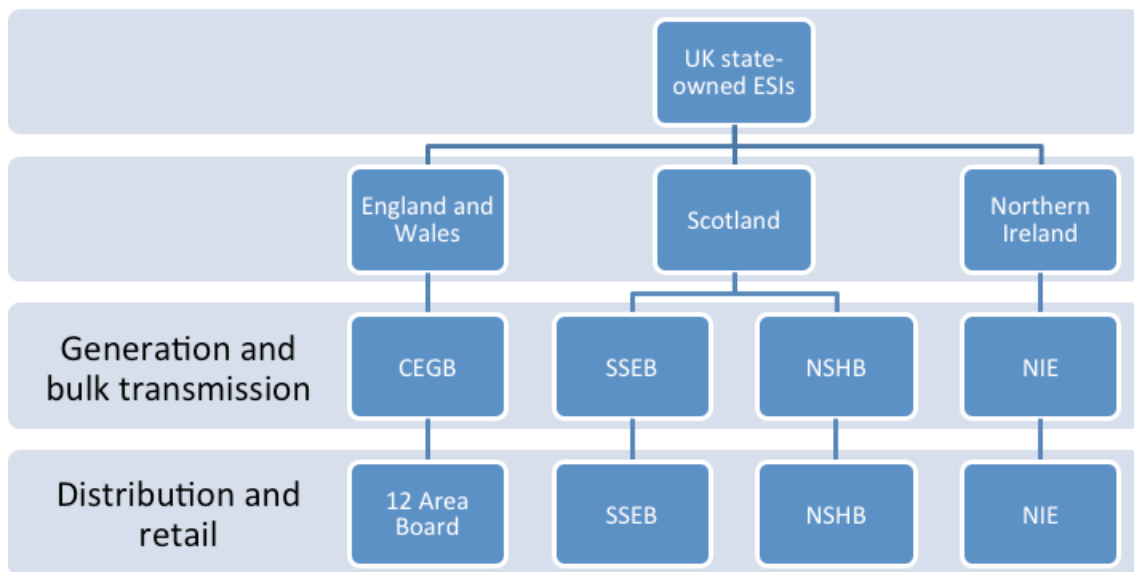 UK state-
owned ESIs
England and
Wales
Scotland
Northern
Ireland
Generation and
bulk transmission
CEGB
SSEB
NSHB
NIE
Distribution and
retail
12 Area
Board
SSEB
NSHB
NIE